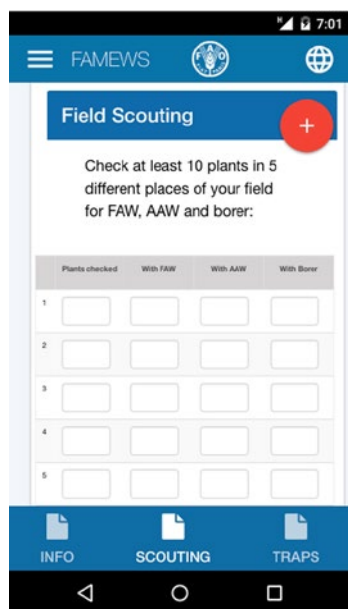 7:01
FAMEWS
Field Scouting
+
Check at least 10 plants in 5
different places of your field
for FAW, AAW and borer:
Plants checked With FAW With AAW With Borer
1
2
3
4
5
INFO SCOUTING TRAPS